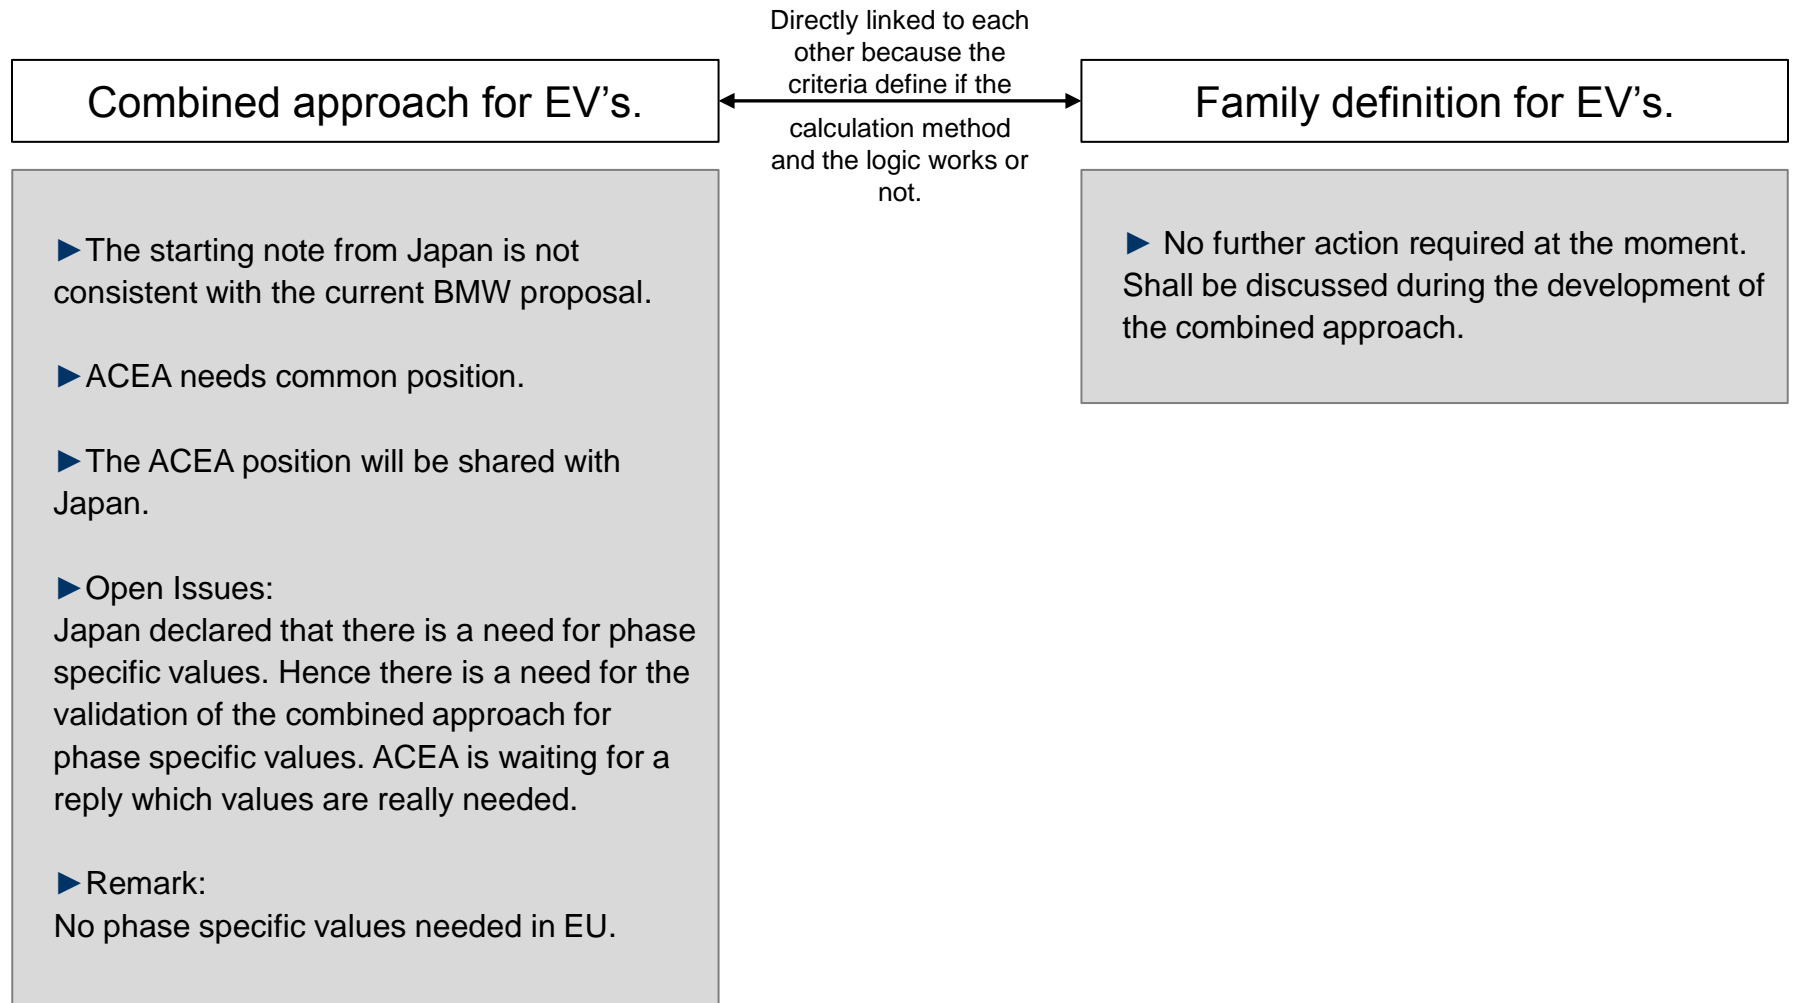 Combined approach for EV’s.
Directly linked to each
other because the
criteria define if the
calculation method
and the logic works or
not.
Family definition for EV’s.
►The starting note from Japan is not
consistent with the current BMW proposal.
►ACEA needs common position.
►The ACEA position will be shared with
Japan.
►Open Issues:
Japan declared that there is a need for phase
specific values. Hence there is a need for the
validation of the combined approach for
phase specific values. ACEA is waiting for a
reply which values are really needed.
►Remark:
No phase specific values needed in EU.
► No further action required at the moment.
Shall be discussed during the development of
the combined approach.